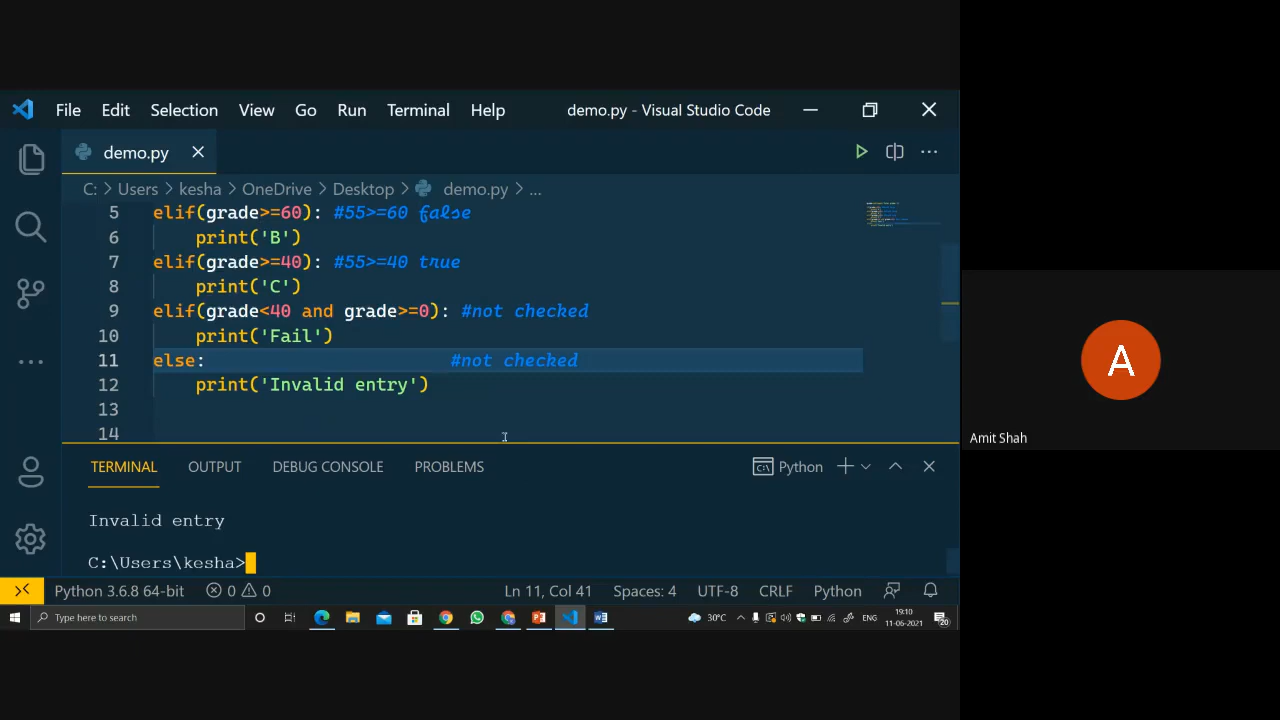 File Edit Selection View Go Run Terminal Help demo.py - Visual Studio Code
demo.py
C: > Users > kesha > OneDrive > Desktop > demo.py > ...
5 elif(grade>=60): #55>=60 false
6 print('B')
7 elif(grade>=40): #55>=40 true
8 print('C')
9 elif(grade<40 and grade>=0): #not checked
10 print('Fail')
11 else: #not checked
12 print('Invalid entry')
13
14
TERMINAL OUTPUT DEBUG CONSOLE PROBLEMS Python
Invalid entry
C:\Users\kesha>
Python 3.6.8 64-bit 0 0 Ln 11, Col 41 Spaces: 4 UTF-8 CRLF Python
Type here to search 30°C ENG 19:10
11-06-2021 20
A
Amit Shah